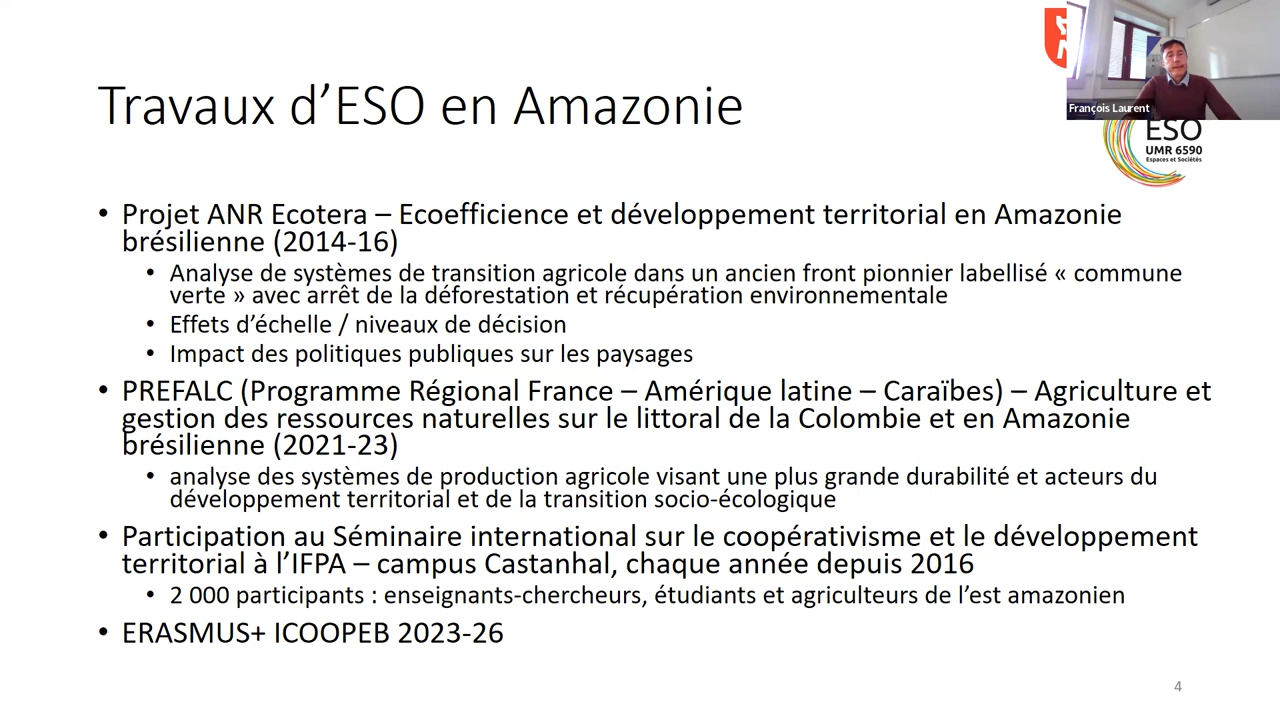 François Laurent
ESO
UMR 6590
Espaces et Sociétés
Travaux d’ESO en Amazonie
• Projet ANR Ecotera – Ecoefficience et développement territorial en Amazonie
brésilienne (2014-16)
• Analyse de systèmes de transition agricole dans un ancien front pionnier labellisé « commune
verte » avec arrêt de la déforestation et récupération environnementale
• Effets d’échelle / niveaux de décision
• Impact des politiques publiques sur les paysages
• PREFALC (Programme Régional France – Amérique latine – Caraïbes) – Agriculture et
gestion des ressources naturelles sur le littoral de la Colombie et en Amazonie
brésilienne (2021-23)
• analyse des systèmes de production agricole visant une plus grande durabilité et acteurs du
développement territorial et de la transition socio-écologique
• Participation au Séminaire international sur le coopérativisme et le développement
territorial à l’IFPA – campus Castanhal, chaque année depuis 2016
• 2 000 participants : enseignants-chercheurs, étudiants et agriculteurs de l’est amazonien
• ERASMUS+ ICOOPEB 2023-26
4